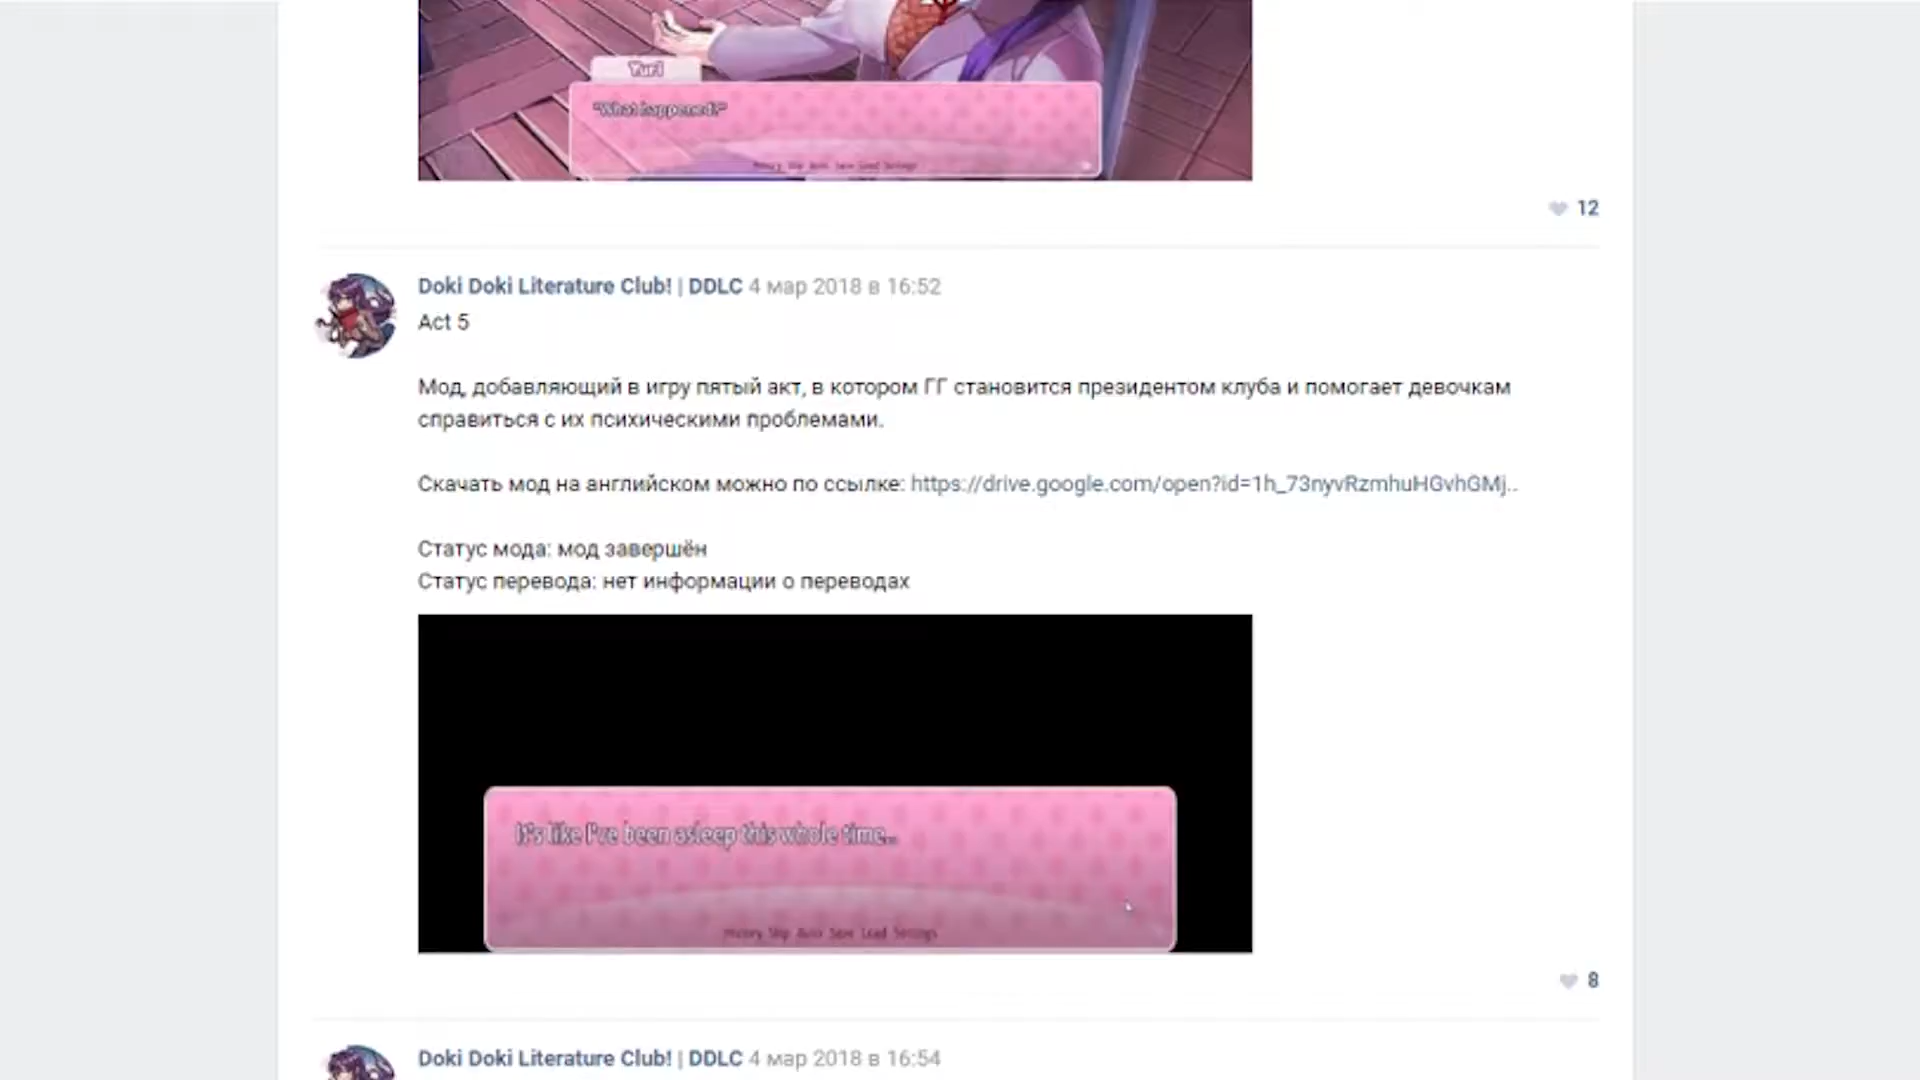 Yuri
"What happened?"
History Skip Auto Save Load Settings
12
Doki Doki Literature Club! | DDLC 4 мар 2018 в 16:52
Act 5
Мод, добавляющий в игру пятый акт, в котором ГГ становится президентом клуба и помогает девочкам
справиться с их психическими проблемами.
Скачать мод на английском можно по ссылке: https://drive.google.com/open?id=1h_73nyvRzmhuHGvhGMj..
Статус мода: мод завершён
Статус перевода: нет информации о переводах
It's like I've been asleep this whole time...
History Skip Auto Save Load Settings
8
Doki Doki Literature Club! | DDLC 4 мар 2018 в 16:54